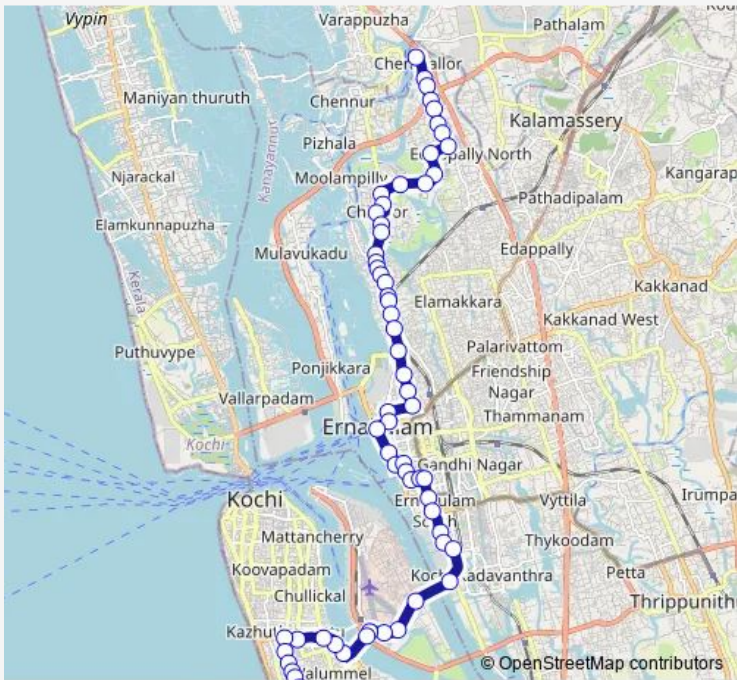 Vypin
Varappuzha
Pathalam
Maniyan thuruth
Chennur
Kalamassery
Pizhala
Kanayannur
Njarackal
Moolampilly
Kangarap
Pathadipalam
Elamkunnapuzha
Mulavukadu
Edappally
Kerala
Elamakkara
Kakkanad
Kakkanad West
Puthuvype
Palarivattom
Ponjikkara
Friendship
Nagar
Vallarpadam
Thammanam
Kochi
Gandhi Nagar
Kochi
Vyttila
Irumpa
Mattancherry
Thykoodam
Koovapadam
Petta
Chullickal
Thrippunith
© OpenStreetMap contributors